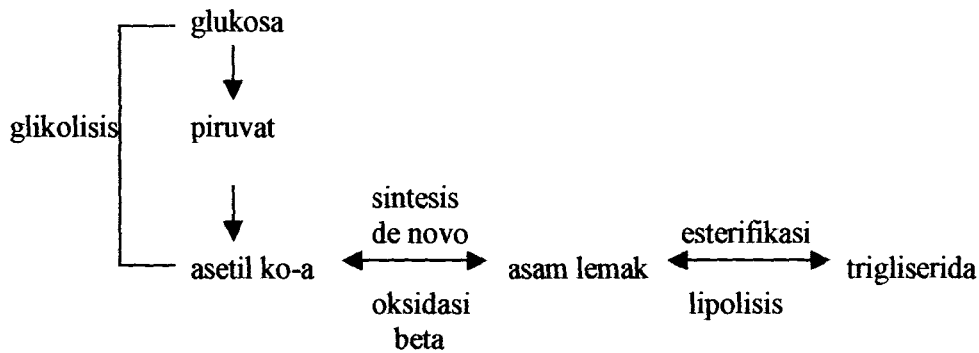 glukosa
glikolisis
piruvat
sintesis
de novo
esterifikasi
asetil ko-a
asam lemak
trigliserida
oksidasi
beta
lipolisis